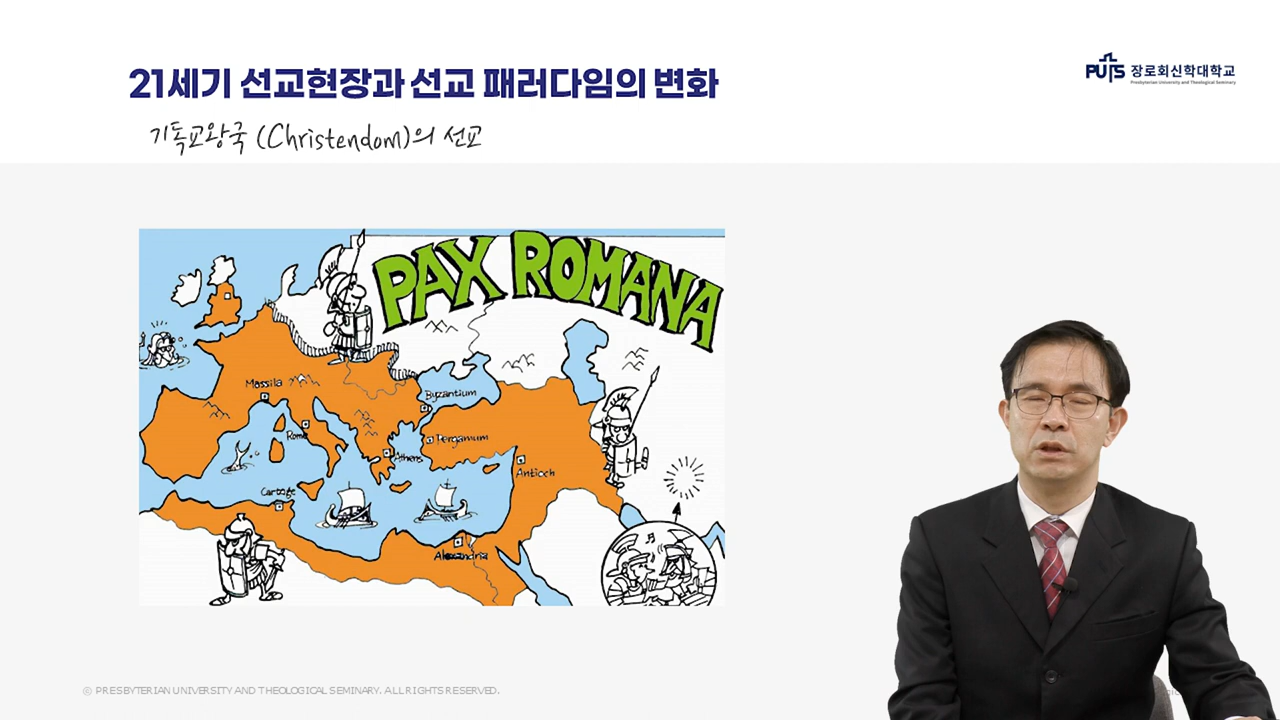 21세기 선교현장과 선교 패러다임의 변화
PUTS 장로회신학대학교
Presbyterian University and Theological Seminary
기독교왕국 (Christendom)의 선교
PAX ROMANA
Massila
Byzantium
Rome
Pergamum
Athens
Antioch
Alexandria
© PRESBYTERIAN UNIVERSITY AND THEOLOGICAL SEMINARY. ALL RIGHTS RESERVED.